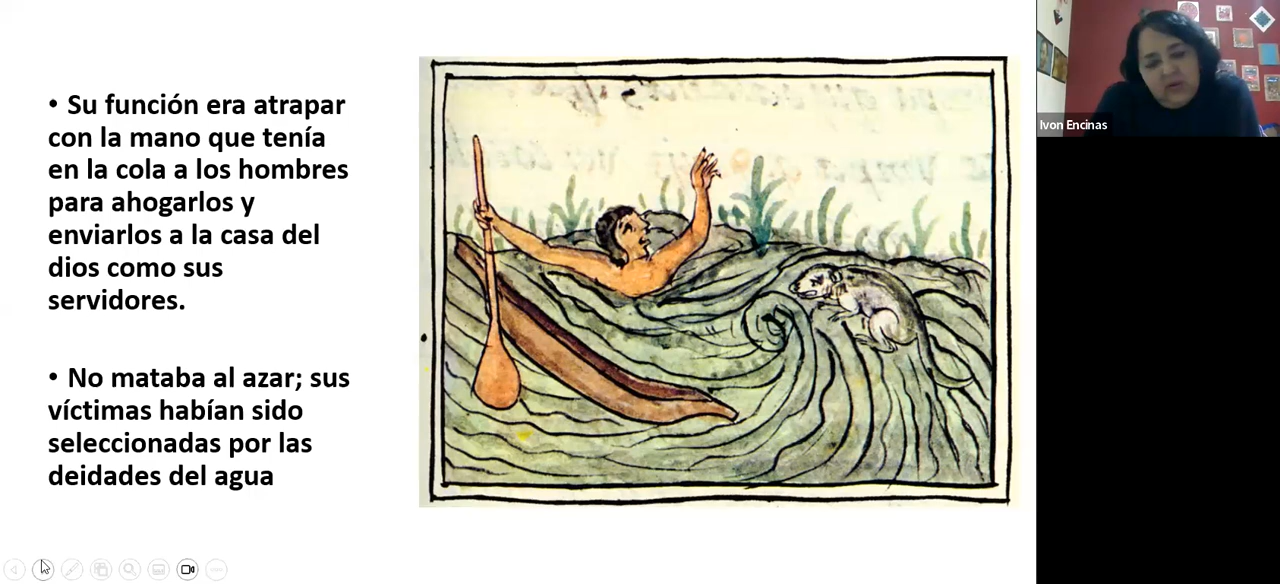 • Su función era atrapar
con la mano que tenía
en la cola a los hombres
para ahogarlos y
enviarlos a la casa del
dios como sus
servidores.
• No mataba al azar; sus
víctimas habían sido
seleccionadas por las
deidades del agua
Ivon Encinas